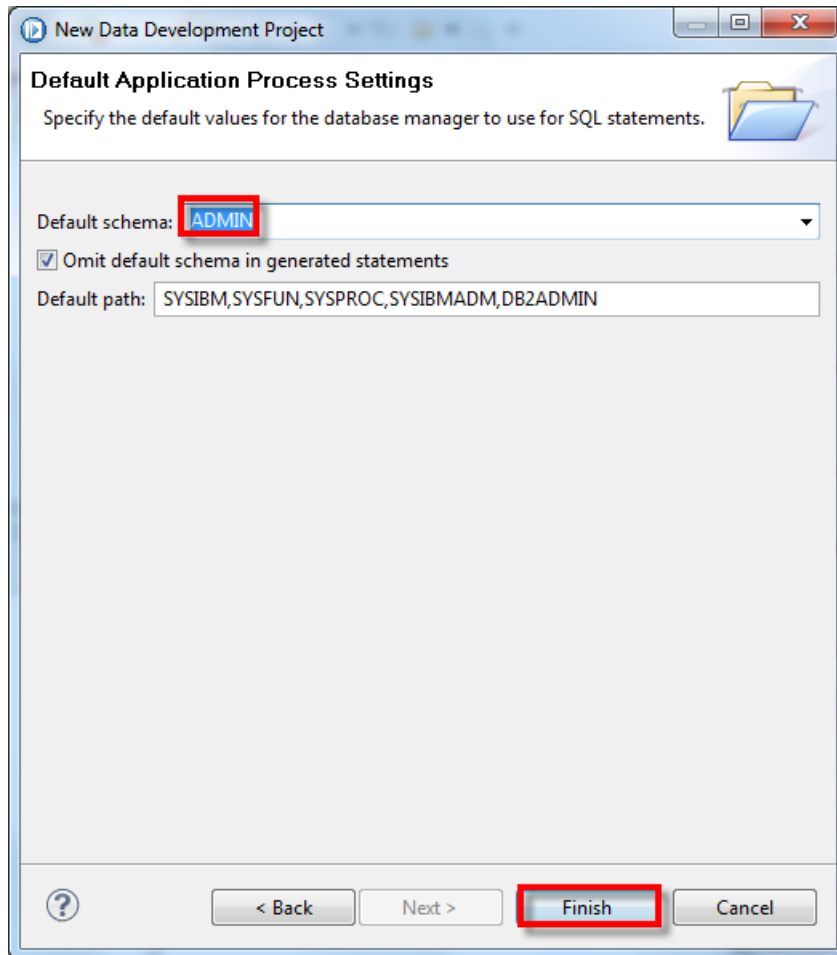 New Data Development Project
Default Application Process Settings
Specify the default values for the database manager to use for SQL statements.
Default schema: ADMIN
Omit default schema in generated statements
Default path: SYSIBM,SYSFUN,SYSPROC,SYSIBMADM,DB2ADMIN
? < Back Next > Finish Cancel